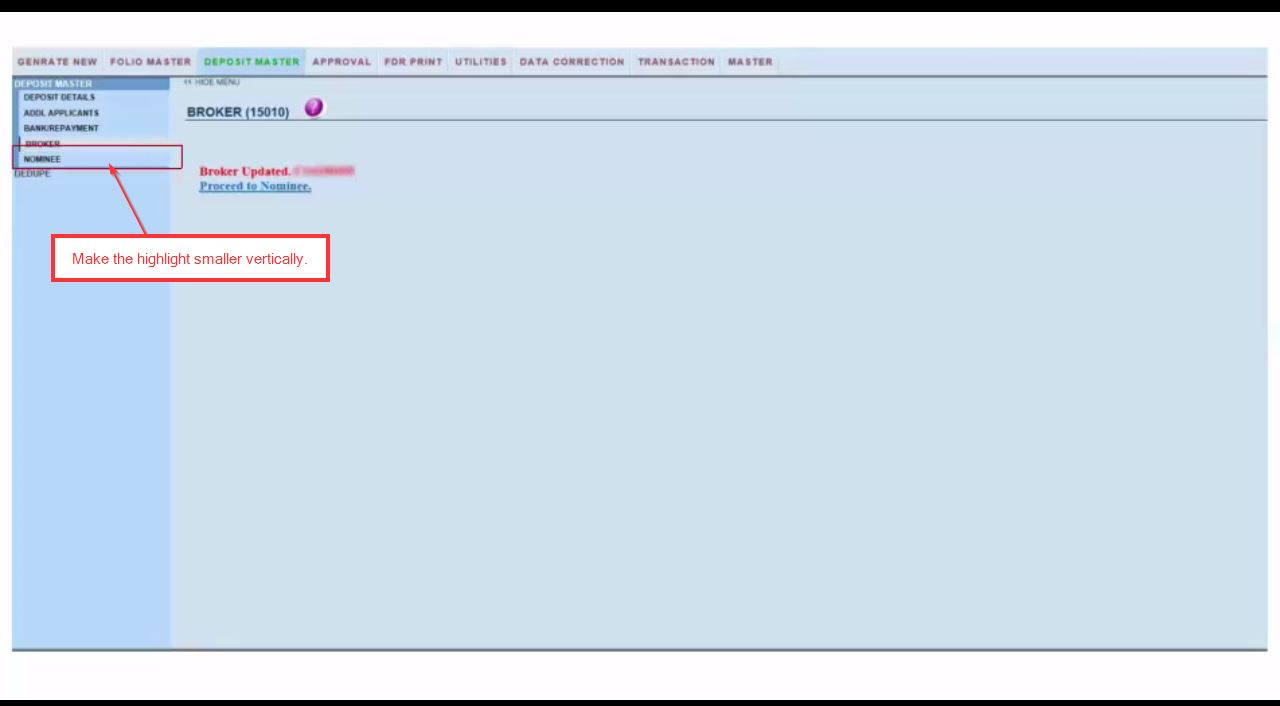 GENRATE NEW FOLIO MASTER DEPOSIT MASTER APPROVAL FDR PRINT UTILITIES DATA CORRECTION TRANSACTION MASTER
DEPOSIT MASTER
HIDE MENU
DEPOSIT DETAILS
ADDL APPLICANTS
BROKER (15010) ?
BANK/REPAYMENT
BROKER
NOMINEE
DEDUPE
Broker Updated.
Proceed to Nominee.
Make the highlight smaller vertically.